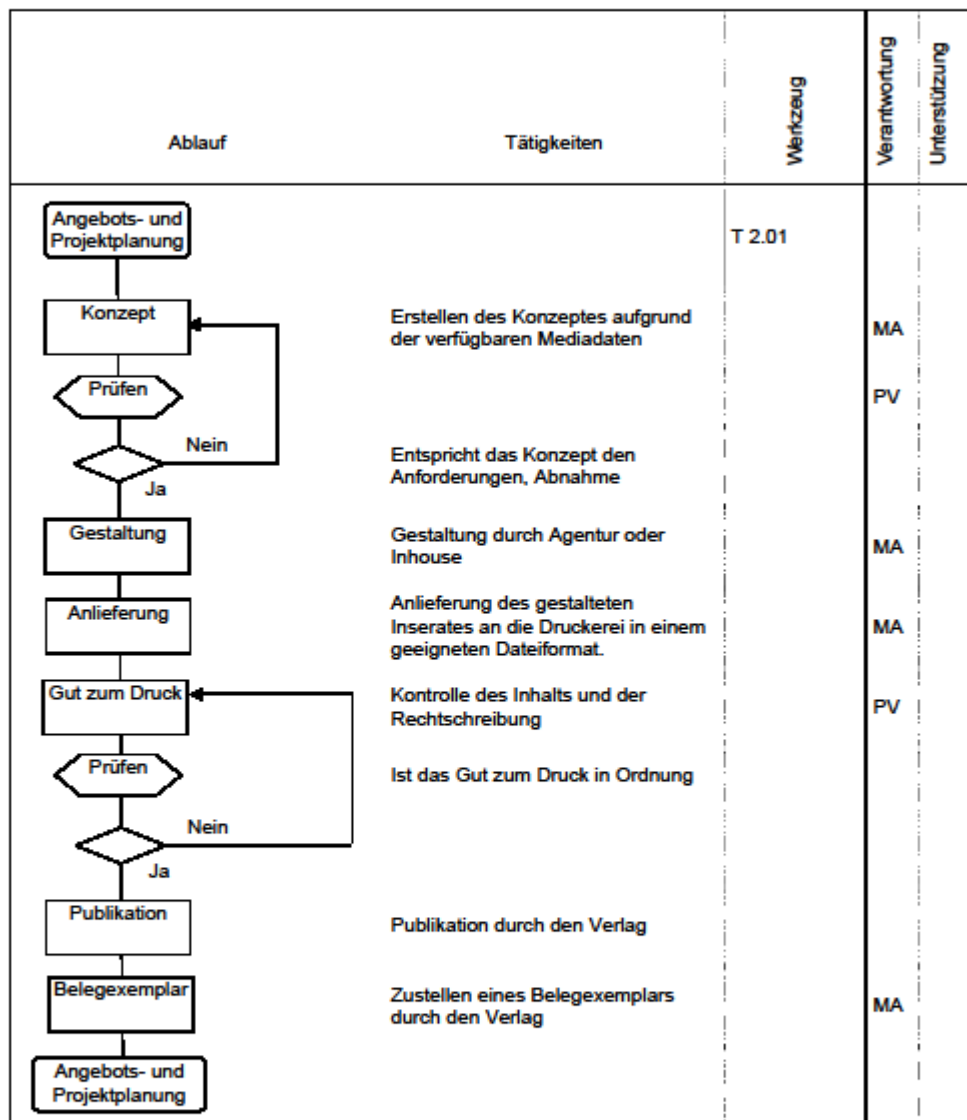 Ablauf
Tätigkeiten
Werkzeug
Verantwortung
Unterstützung
Angebots- und
Projektplanung
T 2.01
Konzept
Erstellen des Konzeptes aufgrund
der verfügbaren Mediadaten
MA
Prüfen
PV
Nein
Entspricht das Konzept den
Anforderungen, Abnahme
Ja
Gestaltung
Gestaltung durch Agentur oder
Inhouse
MA
Anlieferung
Anlieferung des gestalteten
Inserates an die Druckerei in einem
geeigneten Dateiformat.
MA
Gut zum Druck
Kontrolle des Inhalts und der
Rechtschreibung
PV
Prüfen
Ist das Gut zum Druck in Ordnung
Nein
Ja
Publikation
Publikation durch den Verlag
Belegexemplar
Zustellen eines Belegexemplars
durch den Verlag
MA
Angebots- und
Projektplanung